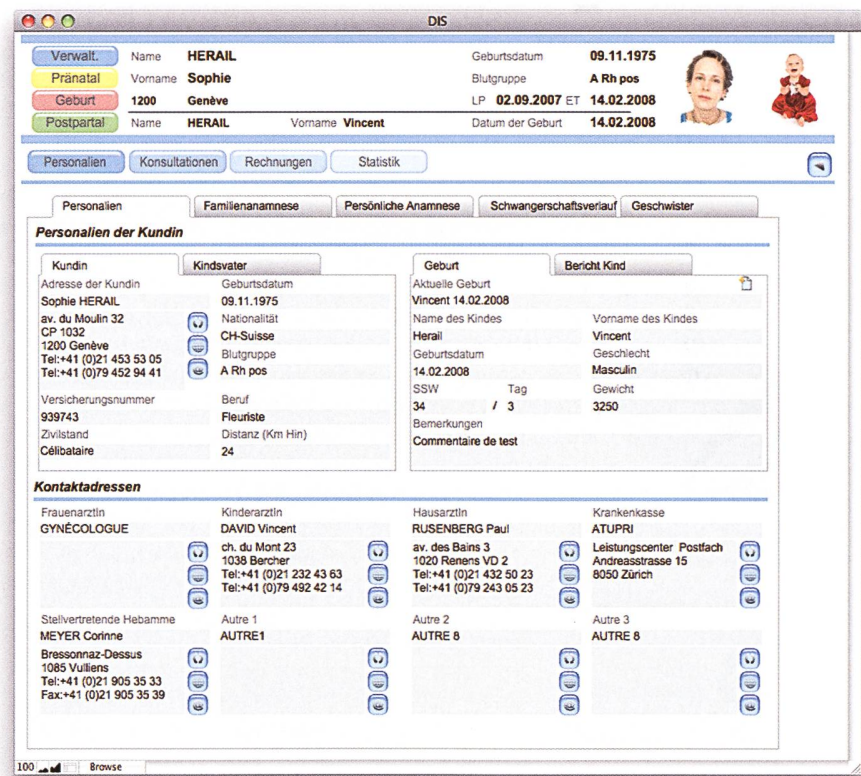 DIS
Verwalt. Name HERAIL Geburtsdatum 09.11.1975
Pränatal Vorname Sophie Blutgruppe A Rh pos
Geburt 1200 Genève LP 02.09.2007 ET 14.02.2008
Postpartal Name HERAIL Vorname Vincent Datum der Geburt 14.02.2008
Personalien Konsultationen Rechnungen Statistik
Personalien Familienanamnese Persönliche Anamnese Schwangerschaftsverlauf Geschwister
Personalien der Kundin
Kundin Kindsvater
Adresse der Kundin Geburtsdatum
Sophie HERAIL 09.11.1975
av. du Moulin 32 Nationalität
CP 1032 CH-Suisse
1200 Genève Blutgruppe
Tel:+41 (0)21 453 53 05 A Rh pos
Tel:+41 (0)79 452 94 41
Versicherungsnummer Beruf
939743 Fleuriste
Zivilstand Distanz (Km Hin)
Célibataire 24
Geburt Bericht Kind
Aktuelle Geburt
Vincent 14.02.2008
Name des Kindes Vorname des Kindes
Herail Vincent
Geburtsdatum Geschlecht
14.02.2008 Masculin
SSW Tag Gewicht
34 / 3 3250
Bemerkungen
Commentaire de test
Kontaktadressen
FrauenarztIn KinderarztIn HausarztIn Krankenkasse
GYNÉCOLOGUE DAVID Vincent RUSENBERG Paul ATUPRI
ch. du Mont 23 av. des Bains 3 Leistungscenter Postfach
1038 Bercher 1020 Renens VD 2 Andreasstrasse 15
Tel:+41 (0)21 232 43 63 Tel:+41 (0)21 432 50 23 8050 Zürich
Tel:+41 (0)79 492 42 14 Tel:+41 (0)79 243 05 23
Stellvertretende Hebamme Autre 1 Autre 2 Autre 3
MEYER Corinne AUTRE1 AUTRE 8 AUTRE 8
Bressonnaz-Dessus
1085 Vulliens
Tel:+41 (0)21 905 35 33
Fax:+41 (0)21 905 35 39
100 Browse